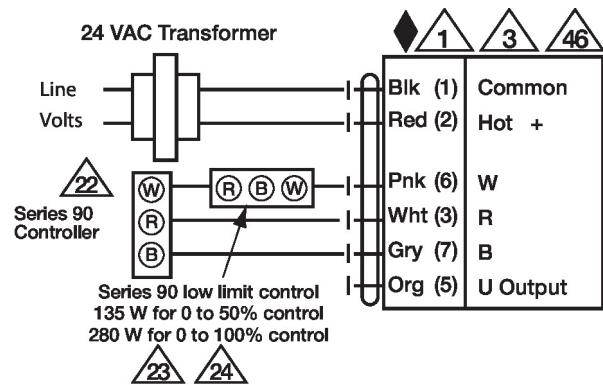 24 VAC Transformer
1
3
46
Line
Volts
Blk (1) Common
Red (2) Hot +
22
Series 90
Controller
W
R
B
R B W
Pnk (6) W
Wht (3) R
Gry (7) B
Org (5) U Output
Series 90 low limit control
135 W for 0 to 50% control
280 W for 0 to 100% control
23
24